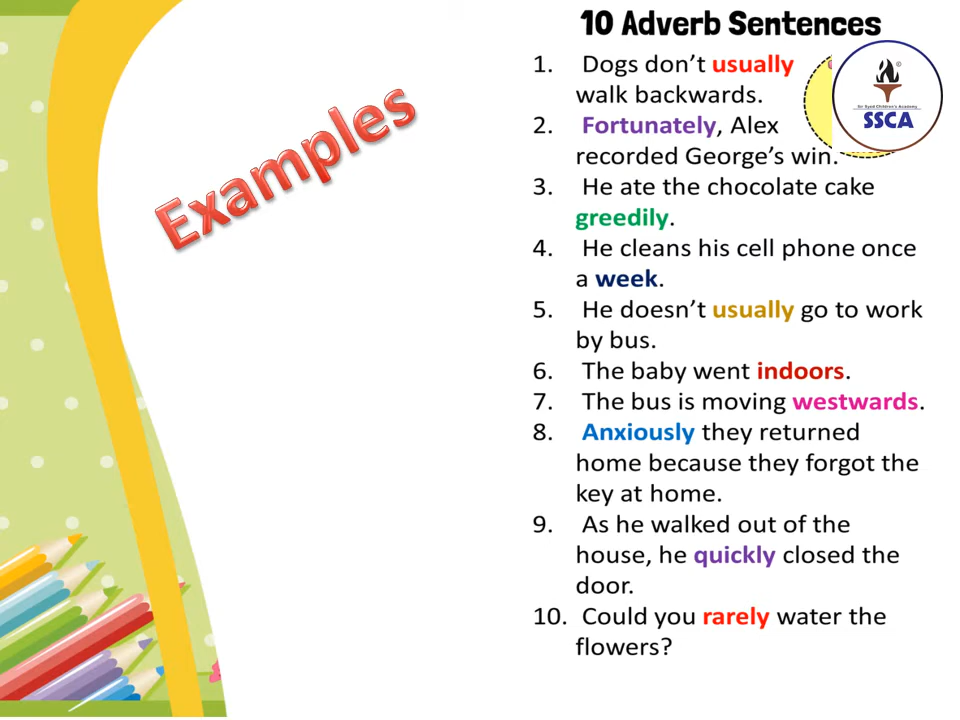 10 Adverb Sentences
Examples
1. Dogs don't usually
walk backwards.
2. Fortunately, Alex
recorded George's win.
3. He ate the chocolate cake
greedily.
4. He cleans his cell phone once
a week.
5. He doesn't usually go to work
by bus.
6. The baby went indoors.
7. The bus is moving westwards.
8. Anxiously they returned
home because they forgot the
key at home.
9. As he walked out of the
house, he quickly closed the
door.
10. Could you rarely water the
flowers?
®
Sir Syed Children's Academy
SSCA